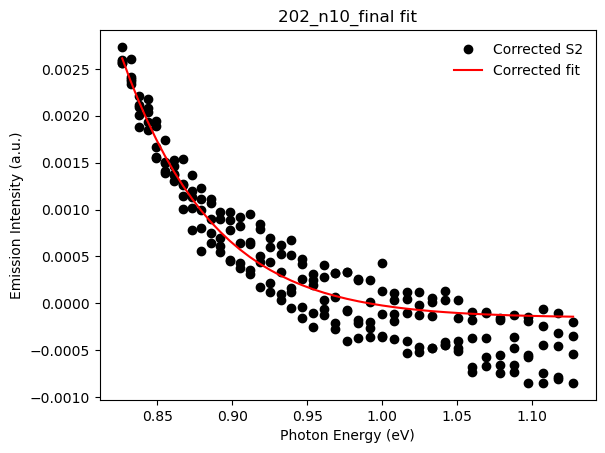 202_n10_final fit
Corrected S2
Corrected fit
Emission Intensity (a.u.)
0.0025
0.0020
0.0015
0.0010
0.0005
0.0000
−0.0005
−0.0010
0.85 0.90 0.95 1.00 1.05 1.10
Photon Energy (eV)